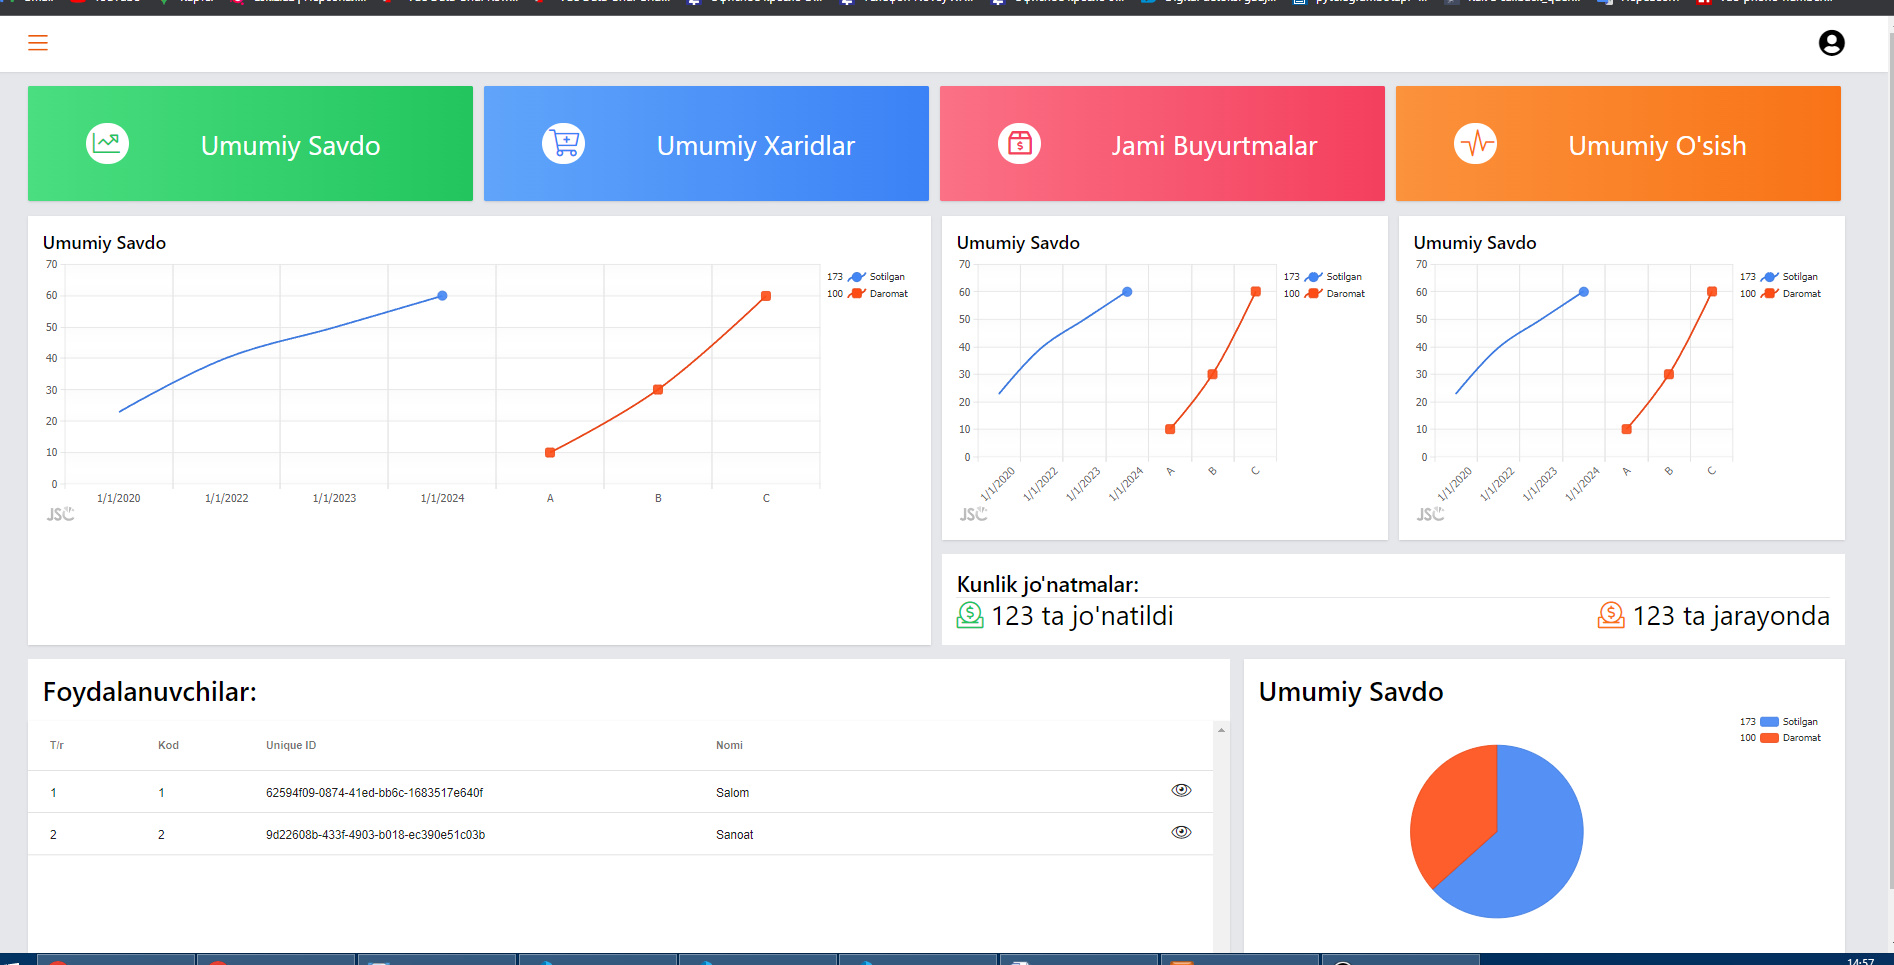 Umumiy Savdo
Umumiy Xaridlar
Jami Buyurtmalar
Umumiy O'sish
Umumiy Savdo
70
60
50
40
30
20
10
0
1/1/2020 1/1/2022 1/1/2023 1/1/2024 A B C
173 Sotilgan
100 Daromat
JSC
Umumiy Savdo
70
60
50
40
30
20
10
0
1/1/2020 1/1/2022 1/1/2023 1/1/2024 A B C
173 Sotilgan
100 Daromat
JSC
Umumiy Savdo
70
60
50
40
30
20
10
0
1/1/2020 1/1/2022 1/1/2023 1/1/2024 A B C
173 Sotilgan
100 Daromat
JSC
Kunlik jo'natmalar:
123 ta jo'natildi 123 ta jarayonda
Foydalanuvchilar:
T/r Kod Unique ID Nomi
1 1 62594f09-0874-41ed-bb6c-1683517e640f Salom
2 2 9d22608b-433f-4903-b018-ec390e51c03b Sanoat
Umumiy Savdo
173 Sotilgan
100 Daromat
14:57